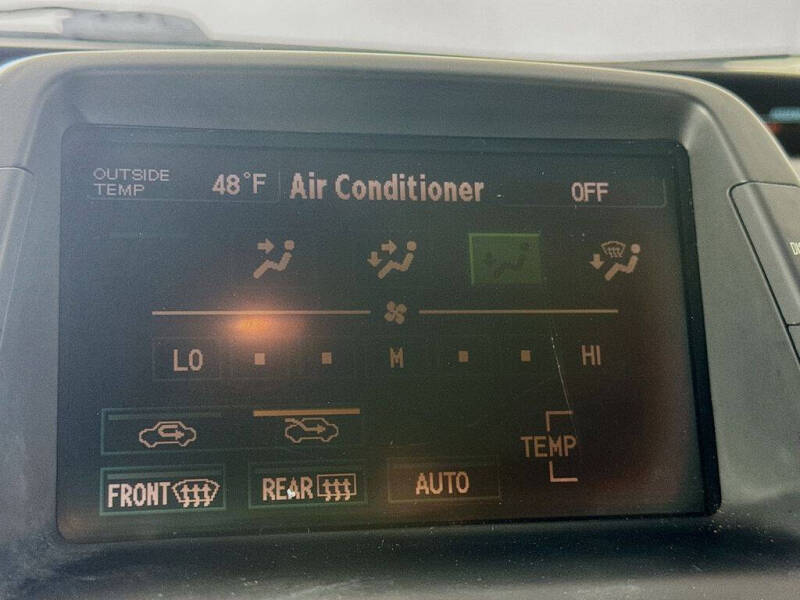 OUTSIDE TEMP 48°F Air Conditioner OFF
LO M HI
TEMP
FRONT REAR AUTO